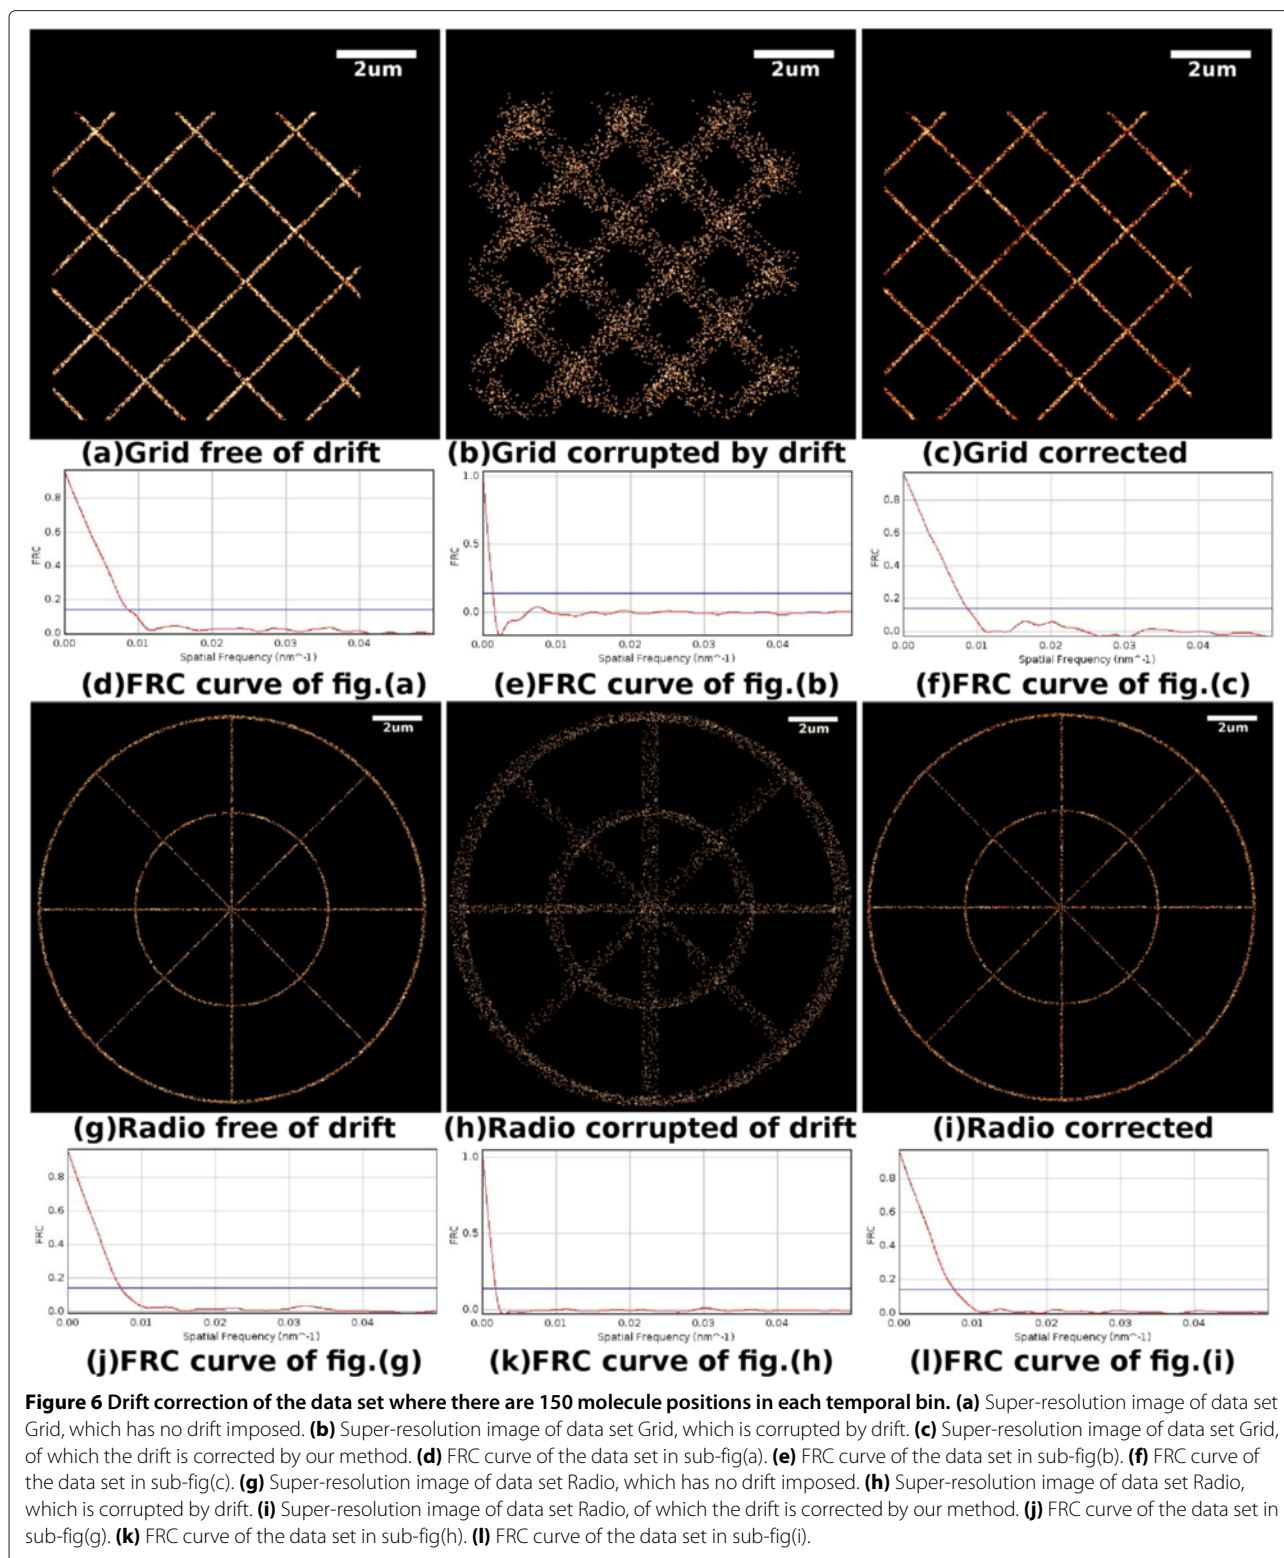 2um 2um 2um
(a)Grid free of drift (b)Grid corrupted by drift (c)Grid corrected
0.8
0.6
0.4
0.2
0.0
FRC
0.00 0.01 0.02 0.03 0.04
Spatial Frequency (nm^-1)
1.0
0.5
0.0
FRC
0.00 0.01 0.02 0.03 0.04
Spatial Frequency (nm^-1)
0.8
0.6
0.4
0.2
0.0
FRC
0.00 0.01 0.02 0.03 0.04
Spatial Frequency (nm^-1)
(d)FRC curve of fig.(a) (e)FRC curve of fig.(b) (f)FRC curve of fig.(c)
2um 2um 2um
(g)Radio free of drift (h)Radio corrupted of drift (i)Radio corrected
0.8
0.6
0.4
0.2
0.0
FRC
0.00 0.01 0.02 0.03 0.04
Spatial Frequency (nm^-1)
1.0
0.5
0.0
FRC
0.00 0.01 0.02 0.03 0.04
Spatial Frequency (nm^-1)
0.8
0.6
0.4
0.2
0.0
FRC
0.00 0.01 0.02 0.03 0.04
Spatial Frequency (nm^-1)
(j)FRC curve of fig.(g) (k)FRC curve of fig.(h) (l)FRC curve of fig.(i)
Figure 6 Drift correction of the data set where there are 150 molecule positions in each temporal bin. (a) Super-resolution image of data set
Grid, which has no drift imposed. (b) Super-resolution image of data set Grid, which is corrupted by drift. (c) Super-resolution image of data set Grid,
of which the drift is corrected by our method. (d) FRC curve of the data set in sub-fig(a). (e) FRC curve of the data set in sub-fig(b). (f) FRC curve of
the data set in sub-fig(c). (g) Super-resolution image of data set Radio, which has no drift imposed. (h) Super-resolution image of data set Radio,
which is corrupted by drift. (i) Super-resolution image of data set Radio, of which the drift is corrected by our method. (j) FRC curve of the data set in
sub-fig(g). (k) FRC curve of the data set in sub-fig(h). (l) FRC curve of the data set in sub-fig(i).